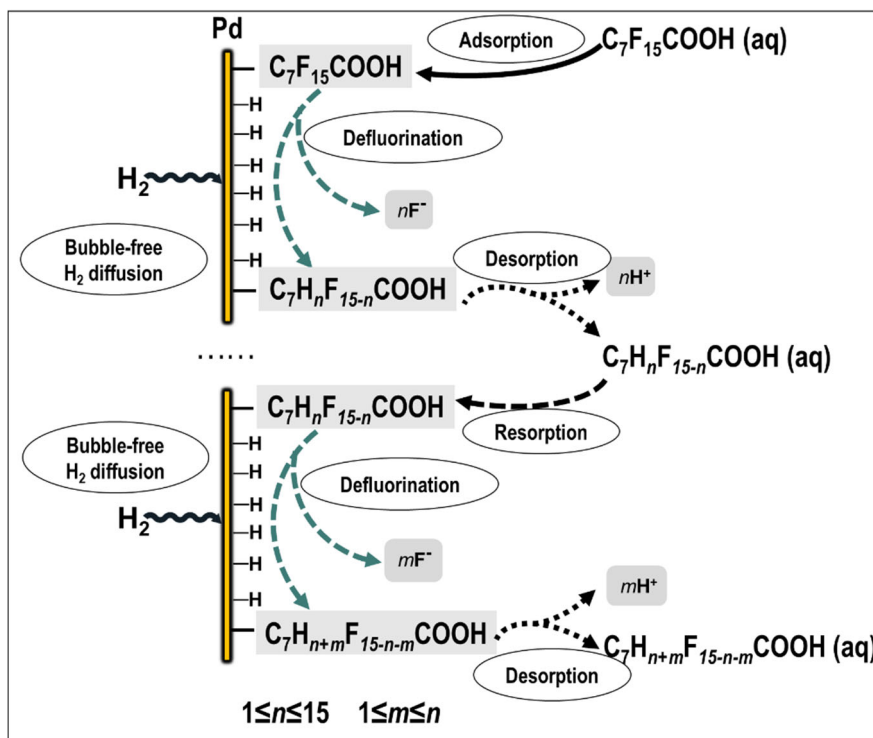 Pd
Adsorption
C₇F₁₅COOH (aq)
C₇F₁₅COOH
H
H
Defluorination
H
H₂
H
nF⁻
H
Bubble-free
H₂ diffusion
H
Desorption
nH⁺
C₇HₙF₁₅₋ₙCOOH
C₇HₙF₁₅₋ₙCOOH (aq)
......
C₇HₙF₁₅₋ₙCOOH
Resorption
Bubble-free
H₂ diffusion
H
H
Defluorination
H
H₂
H
H
mF⁻
H
mH⁺
C₇Hₙ₊ₘF₁₅₋ₙ₋ₘCOOH
C₇Hₙ₊ₘF₁₅₋ₙ₋ₘCOOH (aq)
Desorption
1≤n≤15 1≤m≤n